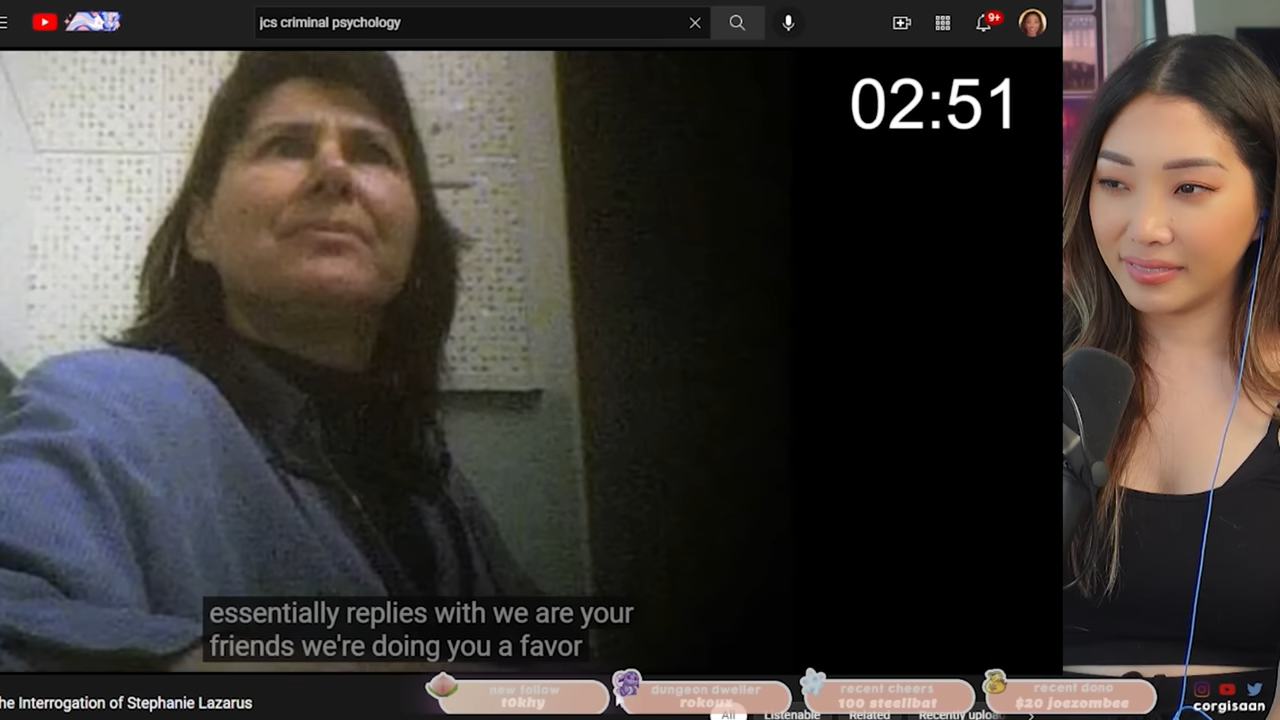 jcs criminal psychology
9+
02:51
essentially replies with we are your
friends we're doing you a favor
he Interrogation of Stephanie Lazarus
new follow
t0khy
dungeon dweller
rokoux
recent cheers
100 steelibat
recent dono
$20 joezombee
corgisaan
All
Listenable
Related
Recently uploa